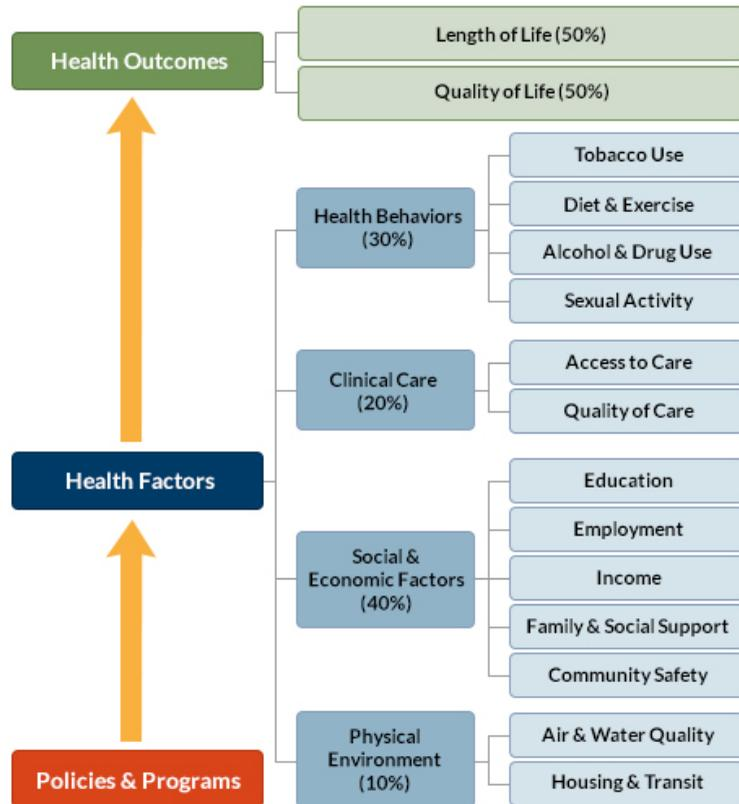 Health Outcomes
Length of Life (50%)
Quality of Life (50%)
Health Behaviors
(30%)
Tobacco Use
Diet & Exercise
Alcohol & Drug Use
Sexual Activity
Clinical Care
(20%)
Access to Care
Quality of Care
Health Factors
Social &
Economic Factors
(40%)
Education
Employment
Income
Family & Social Support
Community Safety
Physical
Environment
(10%)
Air & Water Quality
Housing & Transit
Policies & Programs